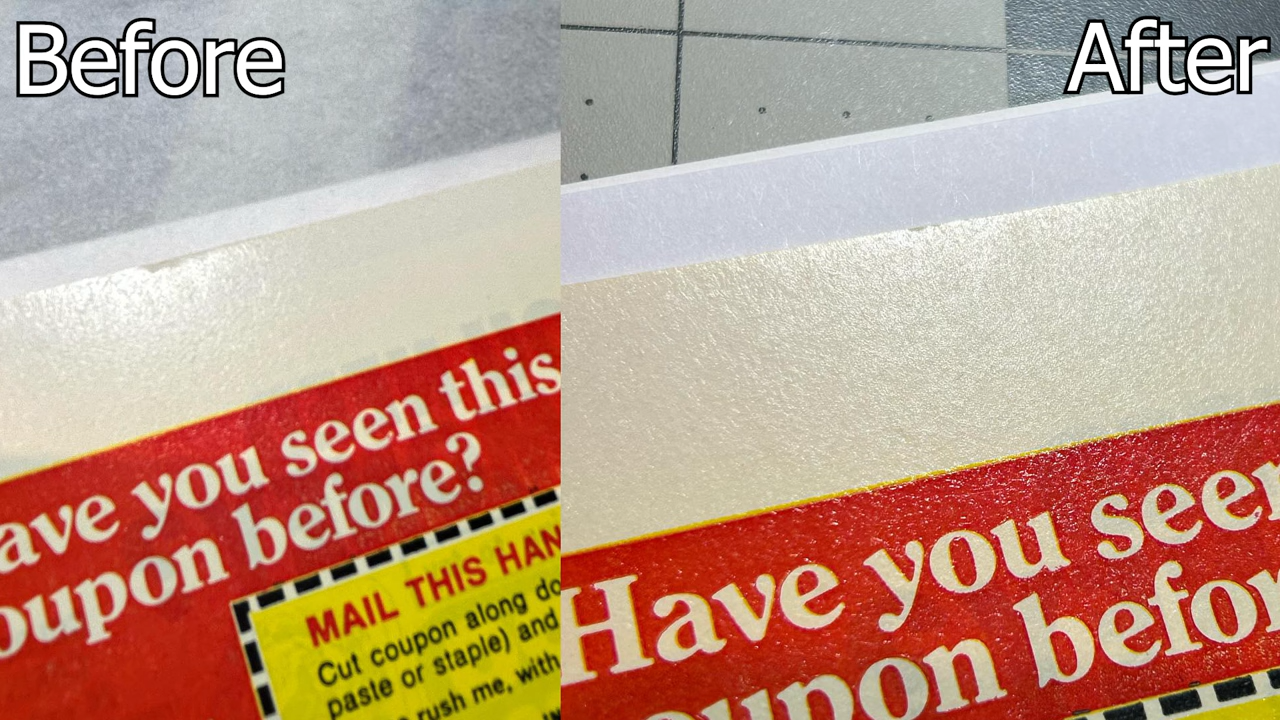 Before
After
ave you seen this
oupon before?
MAIL THIS HAN
Cut coupon along do
paste or staple) and
rush me, with
Have you seer
oupon befor